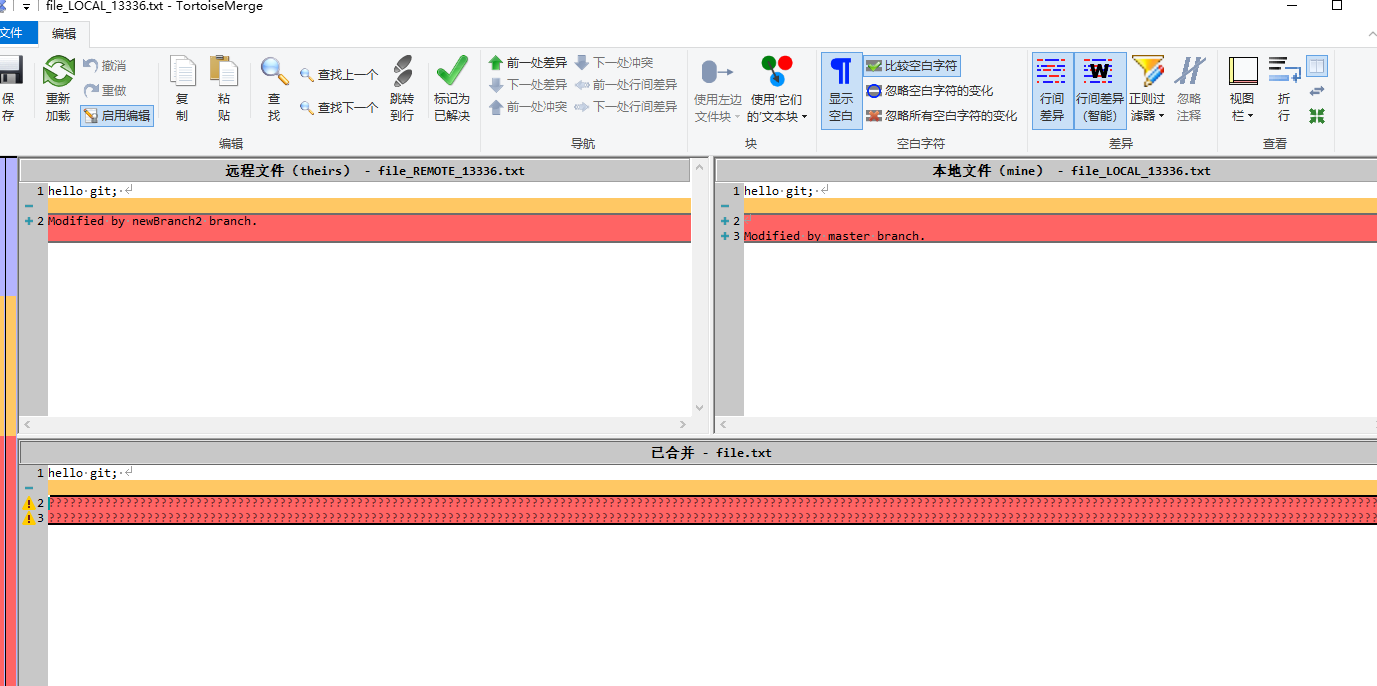 file_LOCAL_13336.txt - TortoiseMerge
文件 编辑
保存
重新加载
撤消
重做
启用编辑
复制
粘贴
查找
查找上一个
查找下一个
跳转到行
标记为已解决
编辑
前一处差异 下一处冲突
下一处差异 前一处行间差异
前一处冲突 下一处行间差异
导航
使用左边文件块
使用'它们的'文本块
块
显示空白
比较空白字符
忽略空白字符的变化
忽略所有空白字符的变化
空白字符
行间差异
行间差异(智能)
正则过滤器
忽略注释
差异
视图栏
折行
查看
远程文件 (theirs) - file_REMOTE_13336.txt
1 hello git;
2 Modified by newBranch2 branch.
本地文件 (mine) - file_LOCAL_13336.txt
1 hello git;
2
3 Modified by master branch.
已合并 - file.txt
1 hello git;
2
3